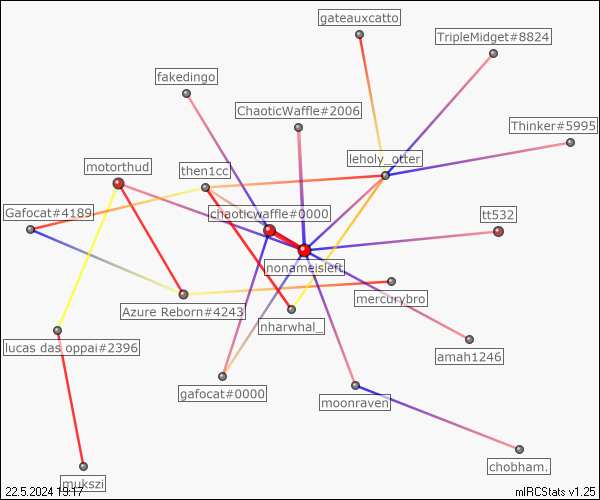 gateauxcatto
TripleMidget#8824
fakedingo
ChaoticWaffle#2006
Thinker#5995
leholy_otter
motorthud
then1cc
Gafocat#4189
chaoticwaffle#0000
tt532
nonameisleft
mercurybro
Azure Reborn#4243
nharwhal_
lucas das oppai#2396
amah1246
gafocat#0000
moonraven
chobham.
mukszi
22.5.2024 19:17
mIRCStats v1.25